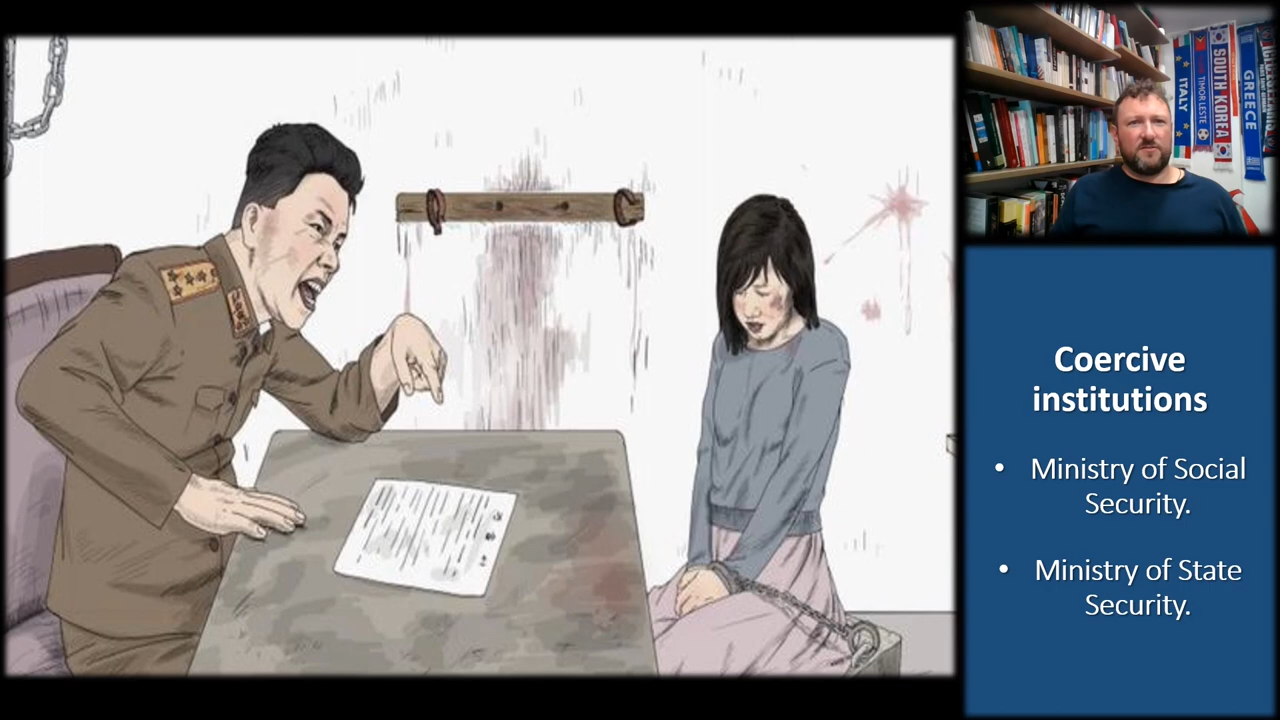 Coercive
institutions
• Ministry of Social
Security.
• Ministry of State
Security.
ITALY
TIMOR LESTE
SOUTH KOREA
GREECE